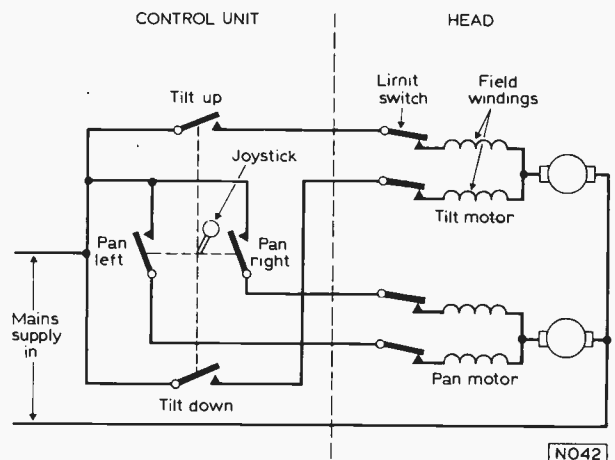 CONTROL UNIT
HEAD
Tilt up
Limit
switch
Field
windings
Joystick
Tilt motor
Pan
left
Pan
right
Mains
supply
in
Tilt down
Pan motor
N042